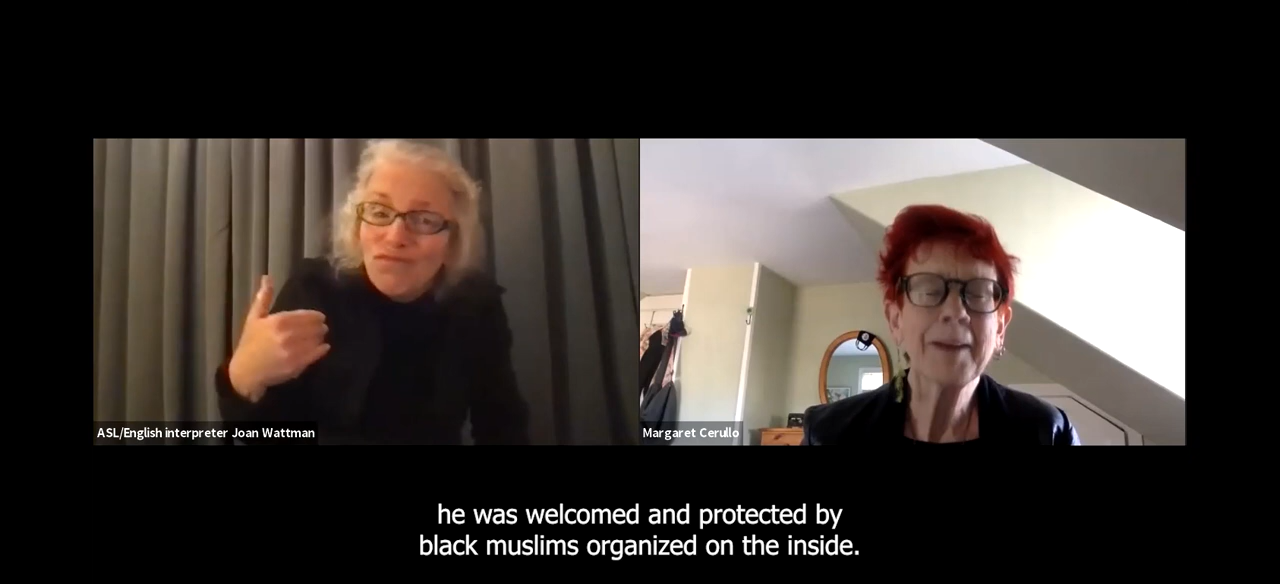 ASL/English interpreter Joan Wattman
Margaret Cerullo
he was welcomed and protected by
black muslims organized on the inside.